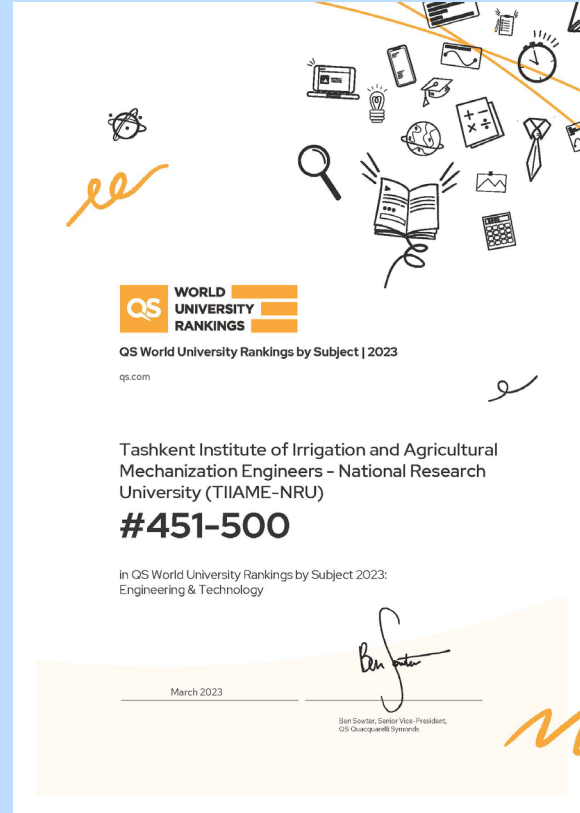 QS
WORLD
UNIVERSITY
RANKINGS
QS World University Rankings by Subject | 2023
qs.com
Tashkent Institute of Irrigation and Agricultural
Mechanization Engineers - National Research
University (TIIAME-NRU)
#451-500
in QS World University Rankings by Subject 2023:
Engineering & Technology
Ben Sowter
March 2023
Ben Sowter, Senior Vice-President,
QS Quacquarelli Symonds